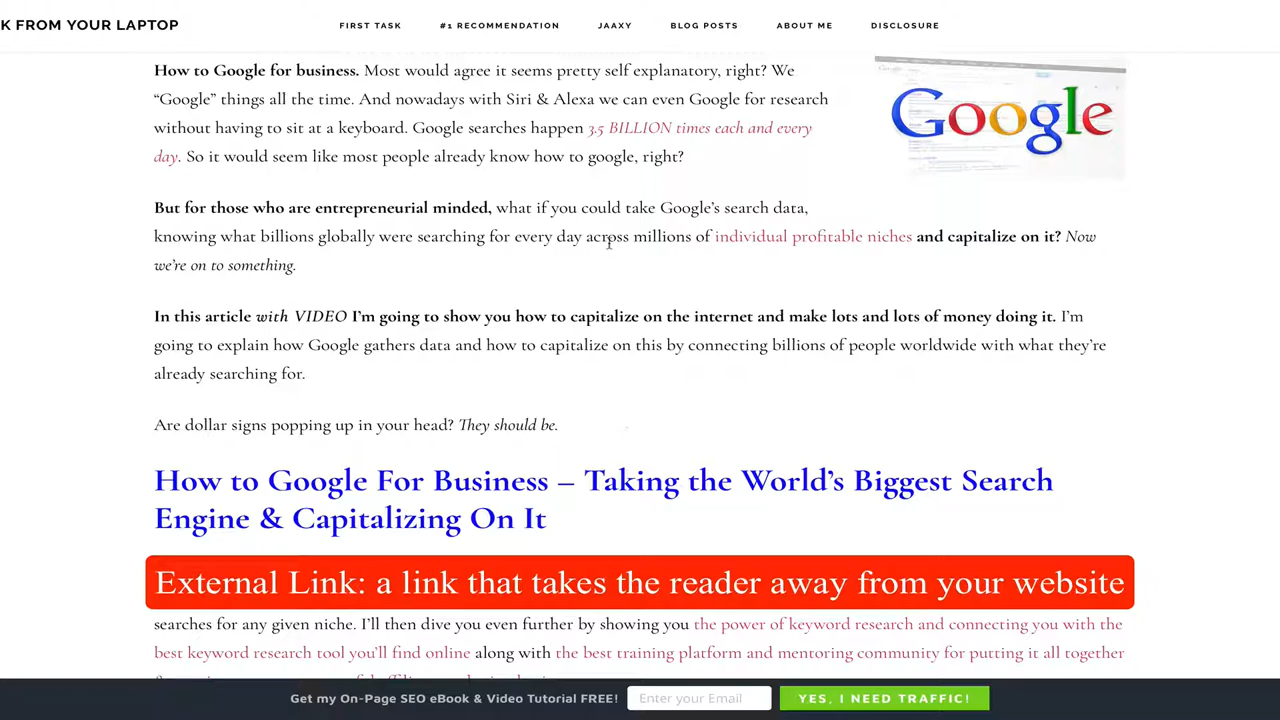 K FROM YOUR LAPTOP
FIRST TASK
#1 RECOMMENDATION
JAAXY
BLOG POSTS
ABOUT ME
DISCLOSURE
How to Google for business. Most would agree it seems pretty self explanatory, right? We
“Google” things all the time. And nowadays with Siri & Alexa we can even Google for research
without having to sit at a keyboard. Google searches happen 3.5 BILLION times each and every
day. So it would seem like most people already know how to google, right?
Google
But for those who are entrepreneurial minded, what if you could take Google’s search data,
knowing what billions globally were searching for every day across millions of individual profitable niches and capitalize on it? Now
we’re on to something.
In this article with VIDEO I’m going to show you how to capitalize on the internet and make lots and lots of money doing it. I’m
going to explain how Google gathers data and how to capitalize on this by connecting billions of people worldwide with what they’re
already searching for.
Are dollar signs popping up in your head? They should be.
How to Google For Business – Taking the World’s Biggest Search
Engine & Capitalizing On It
External Link: a link that takes the reader away from your website
searches for any given niche. I’ll then dive you even further by showing you the power of keyword research and connecting you with the
best keyword research tool you’ll find online along with the best training platform and mentoring community for putting it all together
Get my On-Page SEO eBook & Video Tutorial FREE!
Enter your Email
YES, I NEED TRAFFIC!